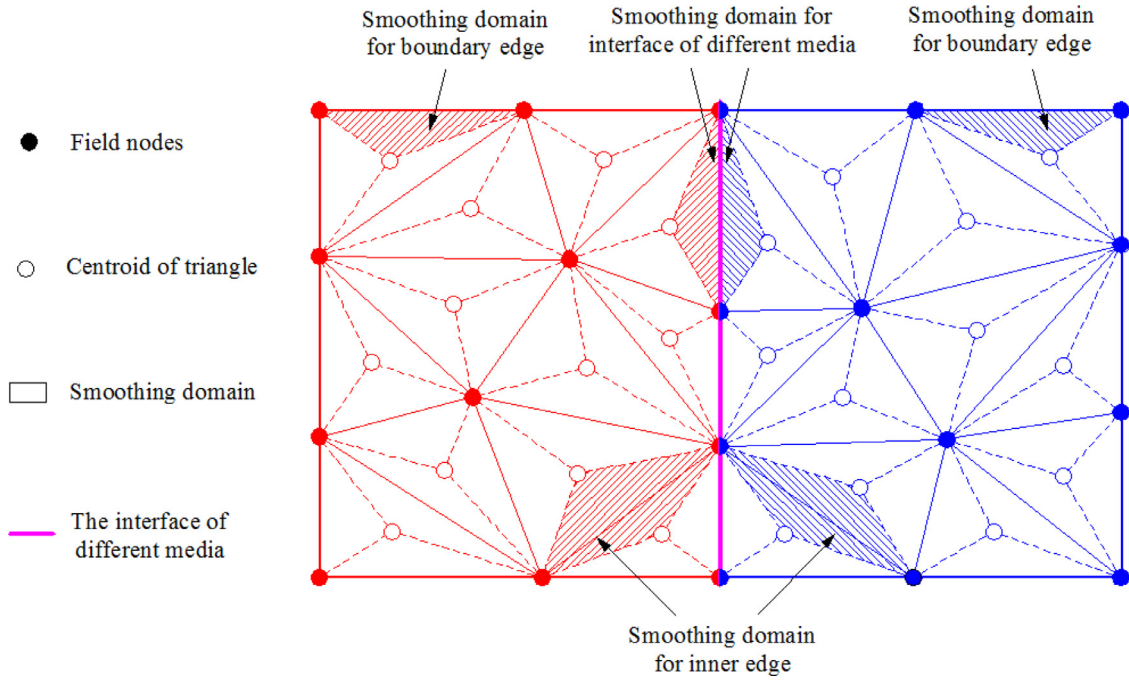 Smoothing domain
for boundary edge
Smoothing domain for
interface of different media
Smoothing domain
for boundary edge
Field nodes
Centroid of triangle
Smoothing domain
The interface of
different media
Smoothing domain
for inner edge